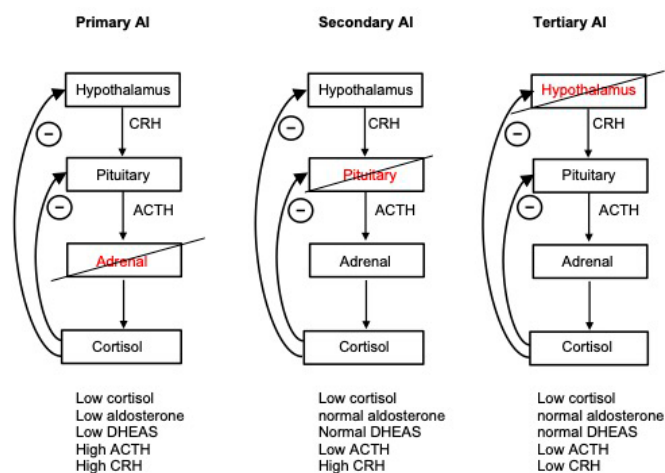 Primary AI
Hypothalamus
CRH
−
Pituitary
−
ACTH
Adrenal
Cortisol
Low cortisol
Low aldosterone
Low DHEAS
High ACTH
High CRH
Secondary AI
Hypothalamus
−
CRH
Pituitary
−
ACTH
Adrenal
Cortisol
Low cortisol
normal aldosterone
Normal DHEAS
Low ACTH
High CRH
Tertiary AI
Hypothalamus
CRH
−
Pituitary
−
ACTH
Adrenal
Cortisol
Low cortisol
normal aldosterone
normal DHEAS
Low ACTH
Low CRH